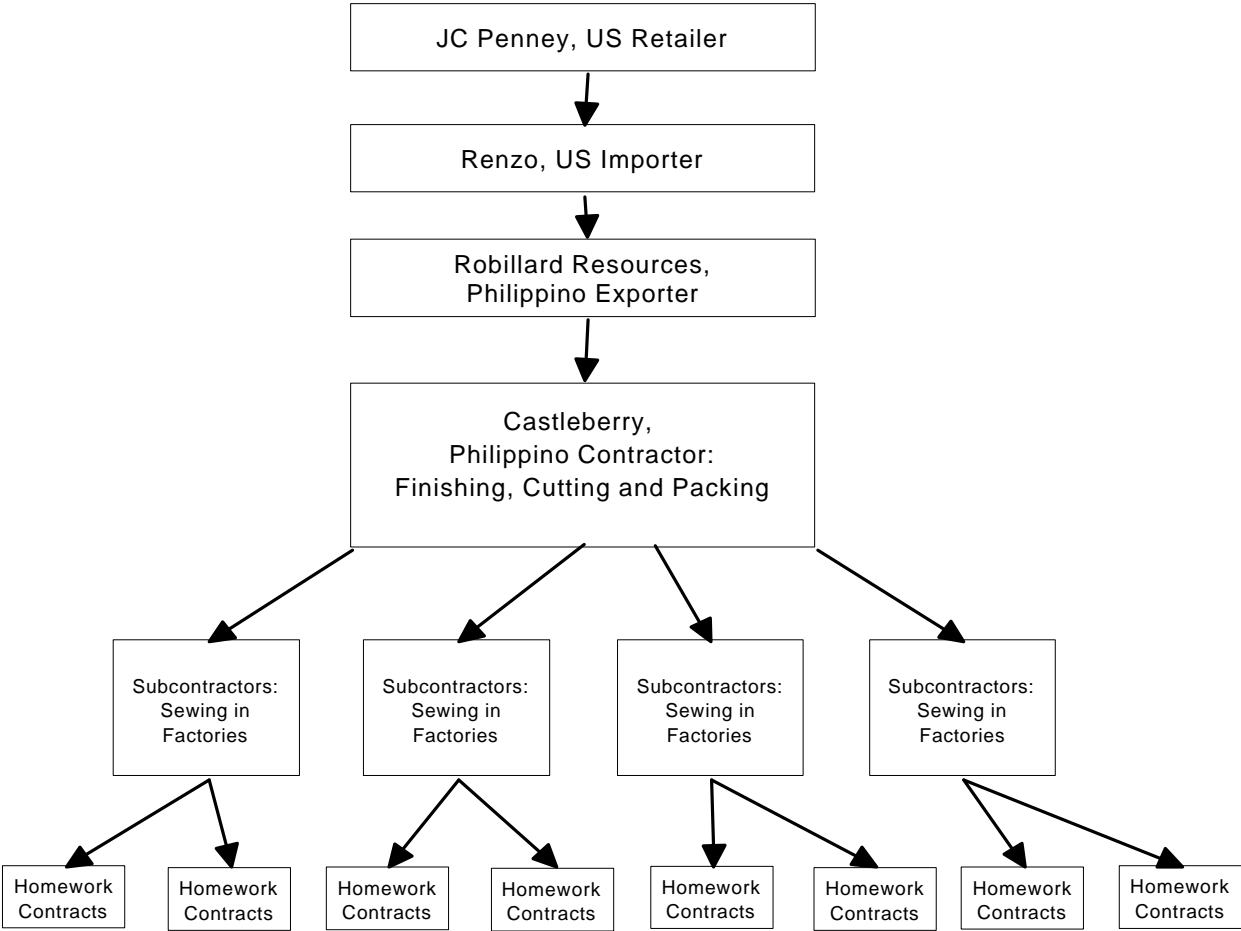 JC Penney, US Retailer
Renzo, US Importer
Robillard Resources,
Philippino Exporter
Castleberry,
Philippino Contractor:
Finishing, Cutting and Packing
Subcontractors:
Sewing in
Factories
Subcontractors:
Sewing in
Factories
Subcontractors:
Sewing in
Factories
Subcontractors:
Sewing in
Factories
Homework
Contracts
Homework
Contracts
Homework
Contracts
Homework
Contracts
Homework
Contracts
Homework
Contracts
Homework
Contracts
Homework
Contracts